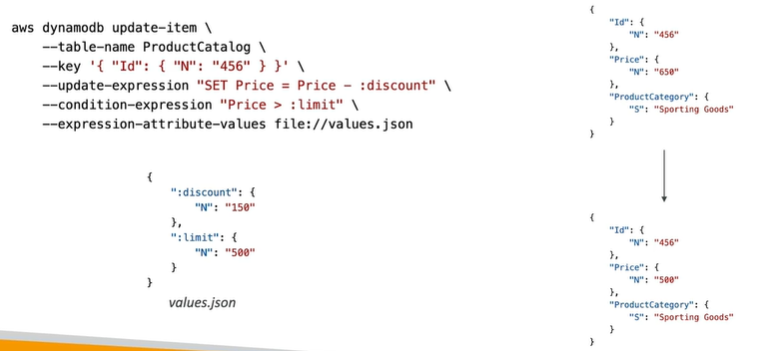 aws dynamodb update-item \
--table-name ProductCatalog \
--key '{ "Id": { "N": "456" } }' \
--update-expression "SET Price = Price - :discount" \
--condition-expression "Price > :limit" \
--expression-attribute-values file://values.json
{
":discount": {
"N": "150"
},
":limit": {
"N": "500"
}
}
values.json
{
"Id": {
"N": "456"
},
"Price": {
"N": "650"
},
"ProductCategory": {
"S": "Sporting Goods"
}
}
{
"Id": {
"N": "456"
},
"Price": {
"N": "500"
},
"ProductCategory": {
"S": "Sporting Goods"
}
}